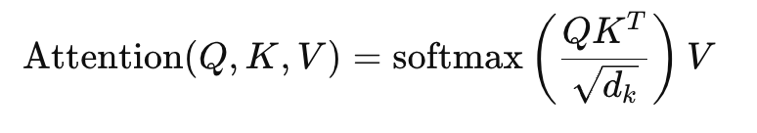 Attention(Q, K, V) = softmax(QK^T / √d_k) V